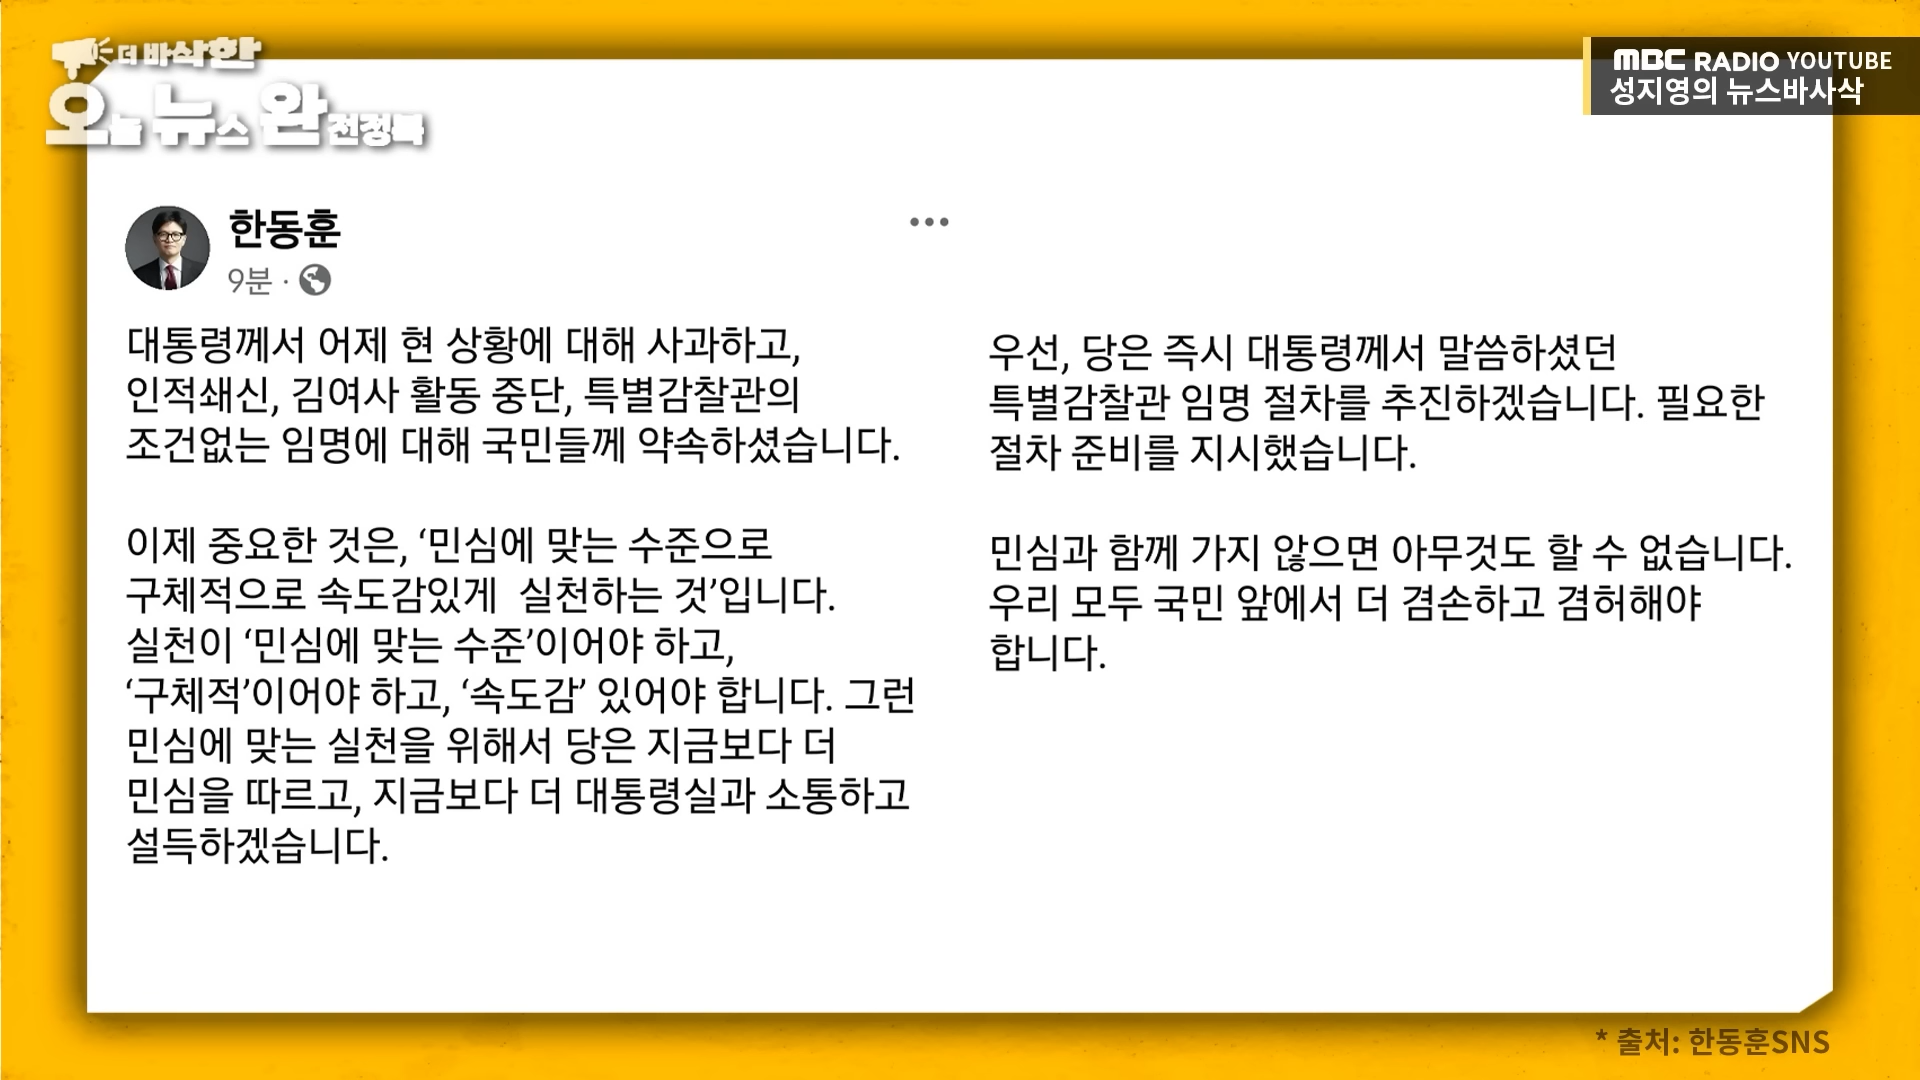 더 바삭한
오늘 뉴스 완전정복
MBC RADIO YOUTUBE
성지영의 뉴스바사삭
한동훈
9분 ·
대통령께서 어제 현 상황에 대해 사과하고,
인적쇄신, 김여사 활동 중단, 특별감찰관의
조건없는 임명에 대해 국민들께 약속하셨습니다.
이제 중요한 것은, ‘민심에 맞는 수준으로
구체적으로 속도감있게  실천하는 것’입니다.
실천이 ‘민심에 맞는 수준’이어야 하고,
‘구체적’이어야 하고, ‘속도감’ 있어야 합니다. 그런
민심에 맞는 실천을 위해서 당은 지금보다 더
민심을 따르고, 지금보다 더 대통령실과 소통하고
설득하겠습니다.
우선, 당은 즉시 대통령께서 말씀하셨던
특별감찰관 임명 절차를 추진하겠습니다. 필요한
절차 준비를 지시했습니다.
민심과 함께 가지 않으면 아무것도 할 수 없습니다.
우리 모두 국민 앞에서 더 겸손하고 겸허해야
합니다.
* 출처: 한동훈SNS